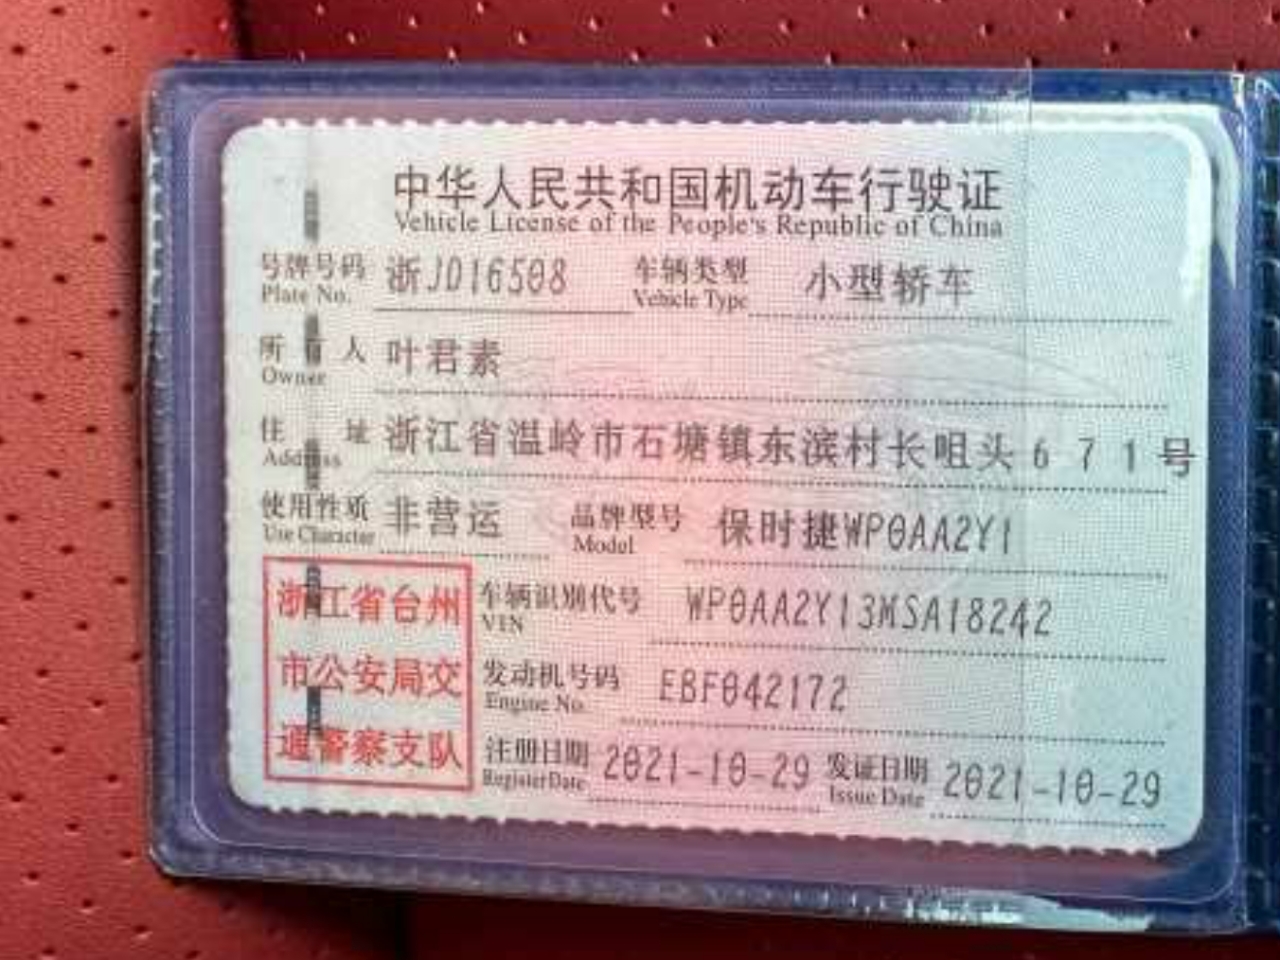 中华人民共和国机动车行驶证
Vehicle License of the People's Republic of China
号牌号码 浙JD16508 车辆类型 小型轿车
Plate No. Vehicle Type
所有人 叶君素
Owner
住址 浙江省温岭市石塘镇东滨村长咀头671号
Address
使用性质 非营运 品牌型号 保时捷WP0AA2Y1
Use Character Model
浙江省台州 车辆识别代号 WP0AA2Y13MSA18242
VIN
市公安局交 发动机号码 EBF042172
Engine No.
通警察支队 注册日期 2021-10-29 发证日期 2021-10-29
Register Date Issue Date